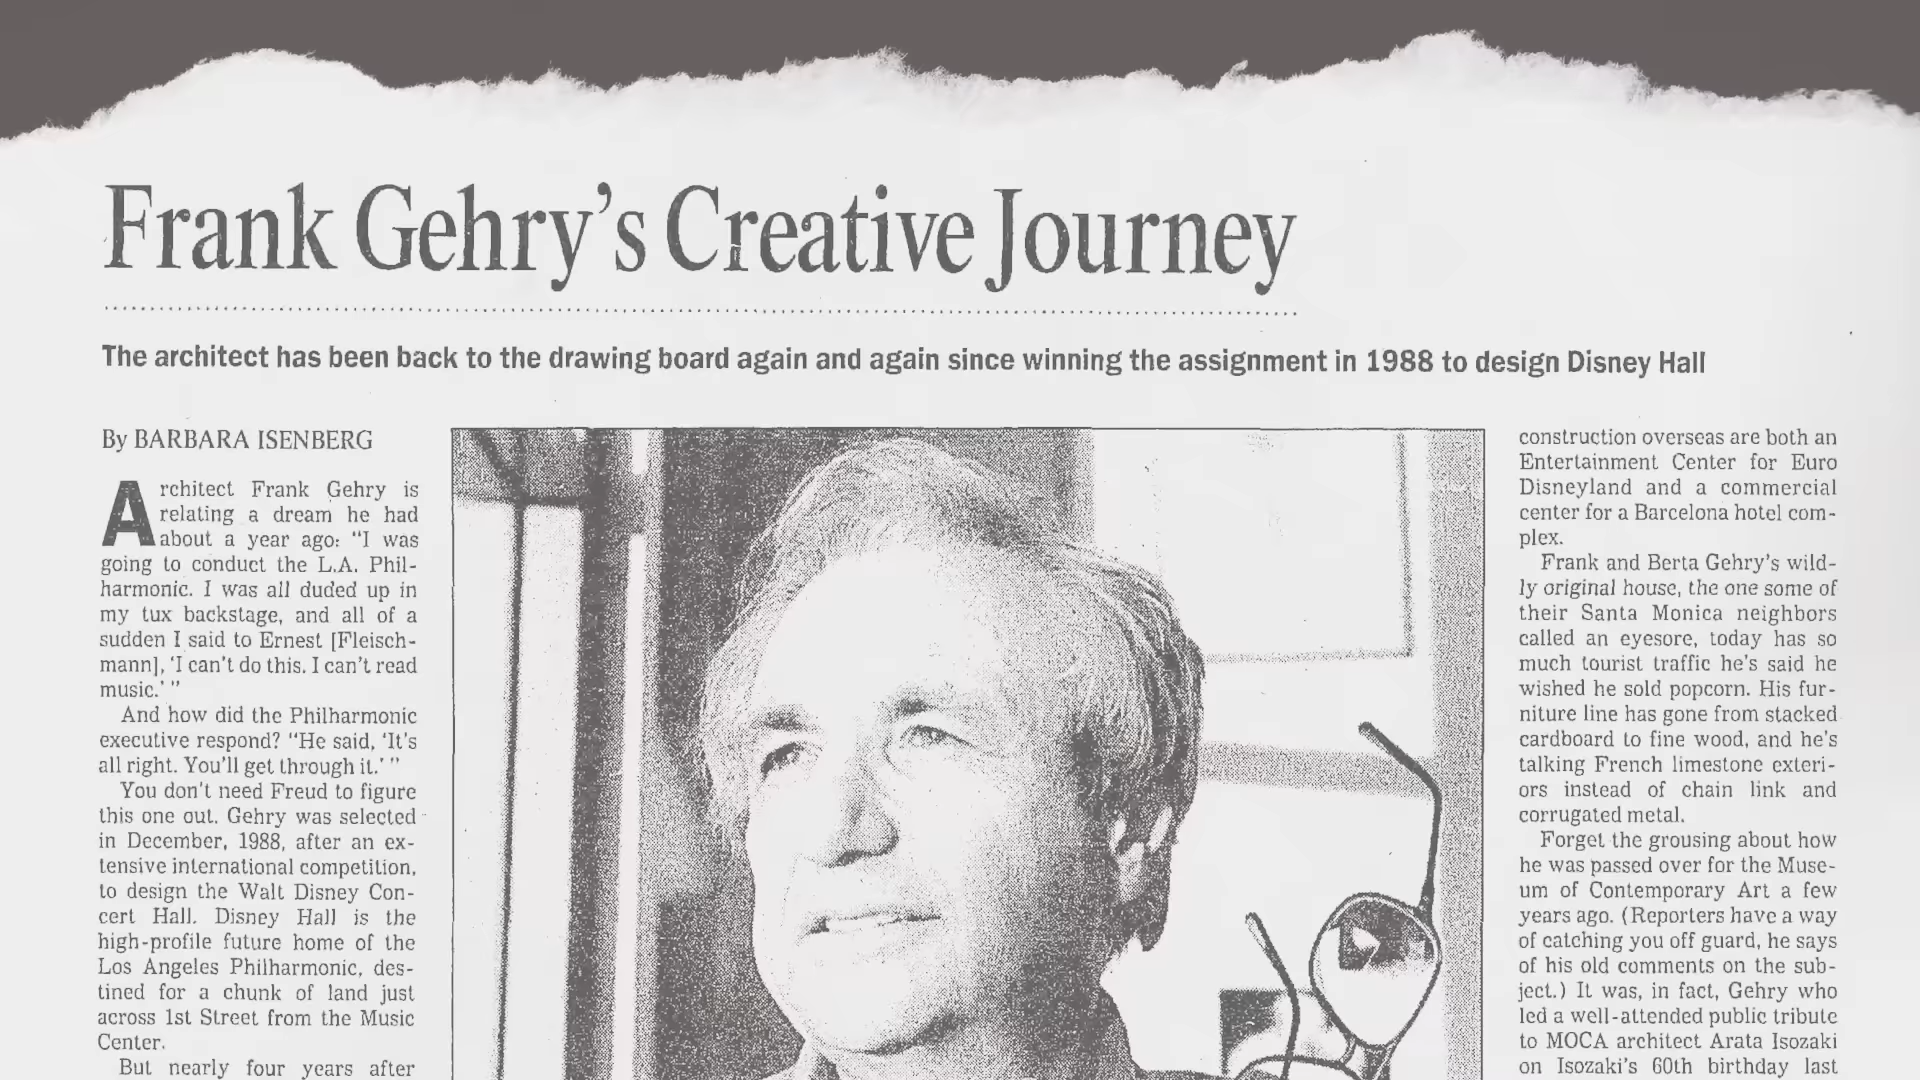 Frank Gehry's Creative Journey
The architect has been back to the drawing board again and again since winning the assignment in 1988 to design Disney Hall
By BARBARA ISENBERG
Architect Frank Gehry is
relating a dream he had
about a year ago: "I was
going to conduct the L.A. Phil-
harmonic. I was all duded up in
my tux backstage, and all of a
sudden I said to Ernest [Fleisch-
mann], 'I can't do this. I can't read
music.' "
And how did the Philharmonic
executive respond? "He said, 'It's
all right. You'll get through it.' "
You don't need Freud to figure
this one out. Gehry was selected
in December, 1988, after an ex-
tensive international competition,
to design the Walt Disney Con-
cert Hall. Disney Hall is the
high-profile future home of the
Los Angeles Philharmonic, des-
tined for a chunk of land just
across 1st Street from the Music
Center.
But nearly four years after
construction overseas are both an
Entertainment Center for Euro
Disneyland and a commercial
center for a Barcelona hotel com-
plex.
Frank and Berta Gehry's wild-
ly original house, the one some of
their Santa Monica neighbors
called an eyesore, today has so
much tourist traffic he's said he
wished he sold popcorn. His fur-
niture line has gone from stacked
cardboard to fine wood, and he's
talking French limestone exteri-
ors instead of chain link and
corrugated metal.
Forget the grousing about how
he was passed over for the Muse-
um of Contemporary Art a few
years ago. (Reporters have a way
of catching you off guard, he says
of his old comments on the sub-
ject.) It was, in fact, Gehry who
led a well-attended public tribute
to MOCA architect Arata Isozaki
on Isozaki's 60th birthday last